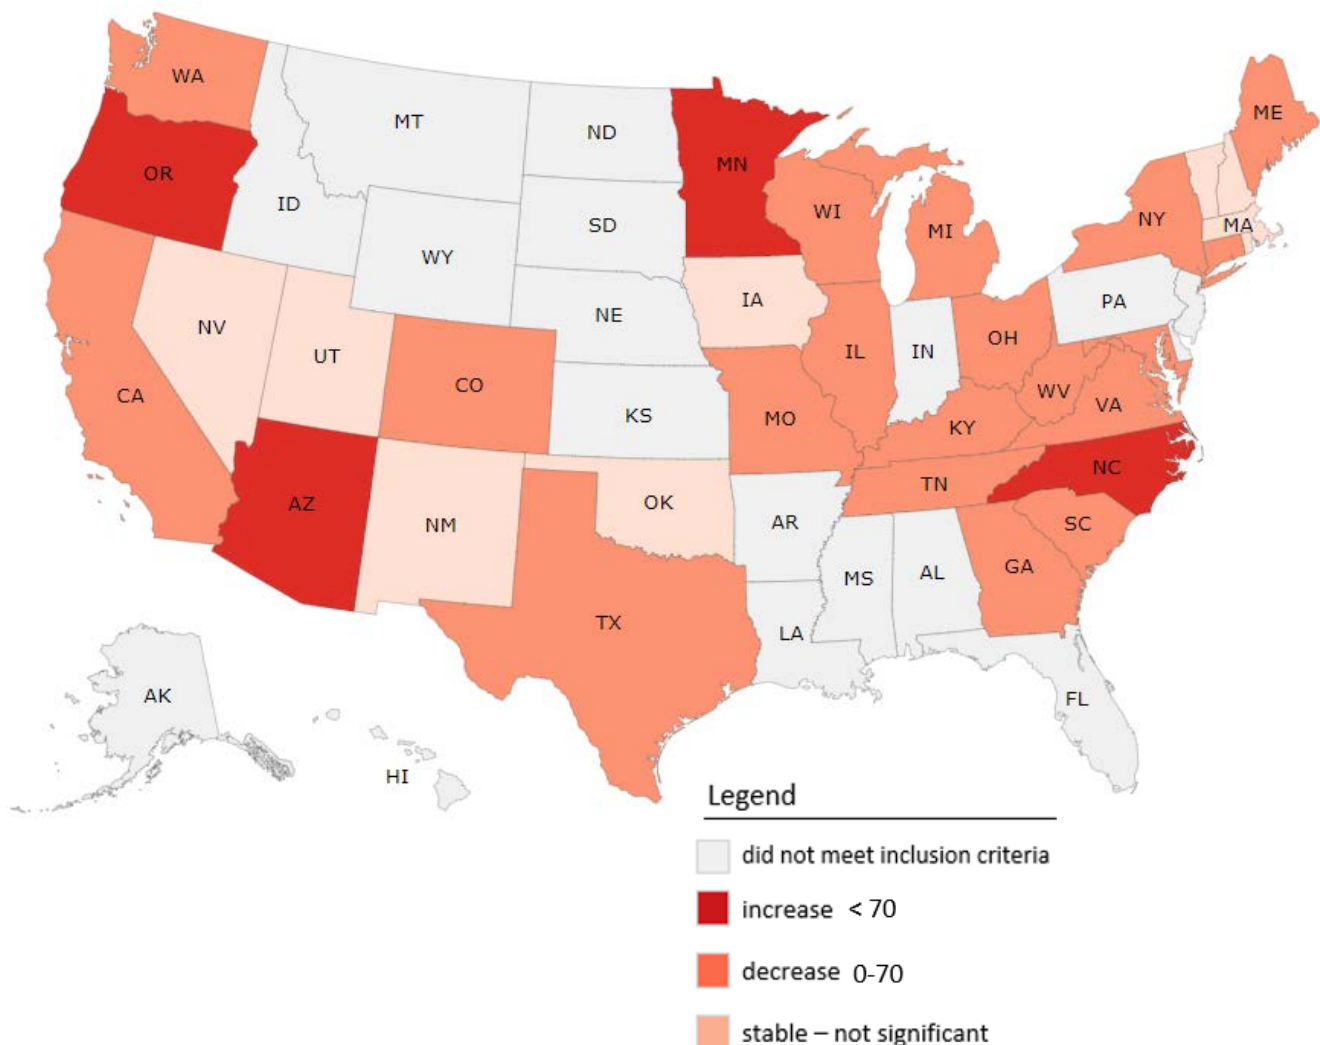 WA
ME
MT
ND
MN
OR
ID
SD
WI
MI
NY
MA
WY
IA
PA
NE
NV
UT
IL
IN
OH
CO
WV
CA
VA
KS
MO
KY
NC
TN
AZ
NM
OK
AR
SC
MS
AL
GA
TX
LA
AK
FL
HI
Legend
did not meet inclusion criteria
increase < 70
decrease 0-70
stable – not significant